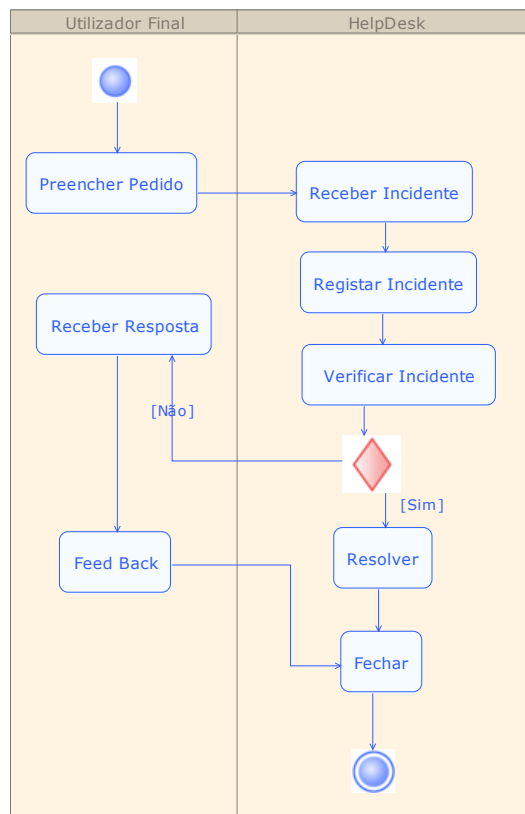 Utilizador Final
HelpDesk
Preencher Pedido
Receber Incidente
Registar Incidente
Receber Resposta
Verificar Incidente
[Não]
[Sim]
Feed Back
Resolver
Fechar